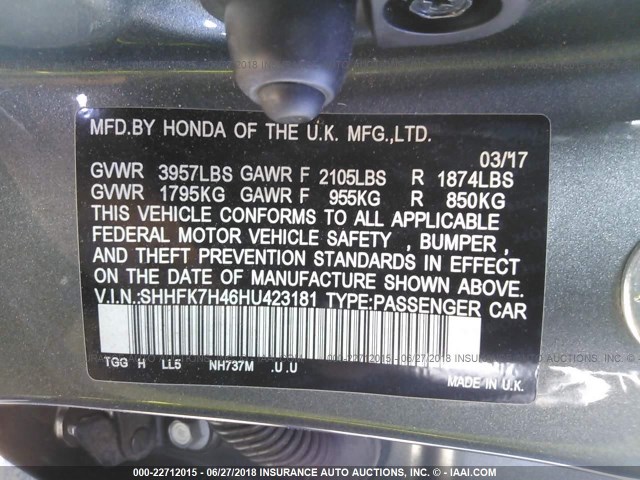 MFD.BY HONDA OF THE U.K. MFG.,LTD.
03/'17
GVWR 3957LBS GAWR F 2105LBS R 1874LBS
GVWR 1795KG GAWR F 955KG R 850KG
THIS VEHICLE CONFORMS TO ALL APPLICABLE
FEDERAL MOTOR VEHICLE SAFETY , BUMPER ,
AND THEFT PREVENTION STANDARDS IN EFFECT
ON THE DATE OF MANUFACTURE SHOWN ABOVE.
V.I.N.:SHHFK7H46HU423181 TYPE:PASSENGER CAR
TGG H LL5 NH737M .U.U
MADE IN U.K.
000-22712015 - 06/27/2018 INSURANCE AUTO AUCTIONS. - © - IAAI.COM